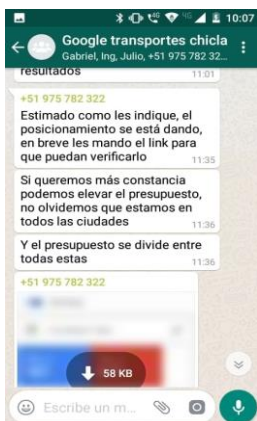 10:07
Google transportes chicla
Gabriel, Ing, Julio, +51 975 782 32...
resultados
11:01
+51 975 782 322
Estimado como les indique, el
posicionamiento se está dando,
en breve les mando el link para
que puedan verificarlo
11:35
Si queremos más constancia
podemos elevar el presupuesto,
no olvidemos que estamos en
todos las ciudades
11:36
Y el presupuesto se divide entre
todas estas
11:36
+51 975 782 322
58 KB
Escribe un m...